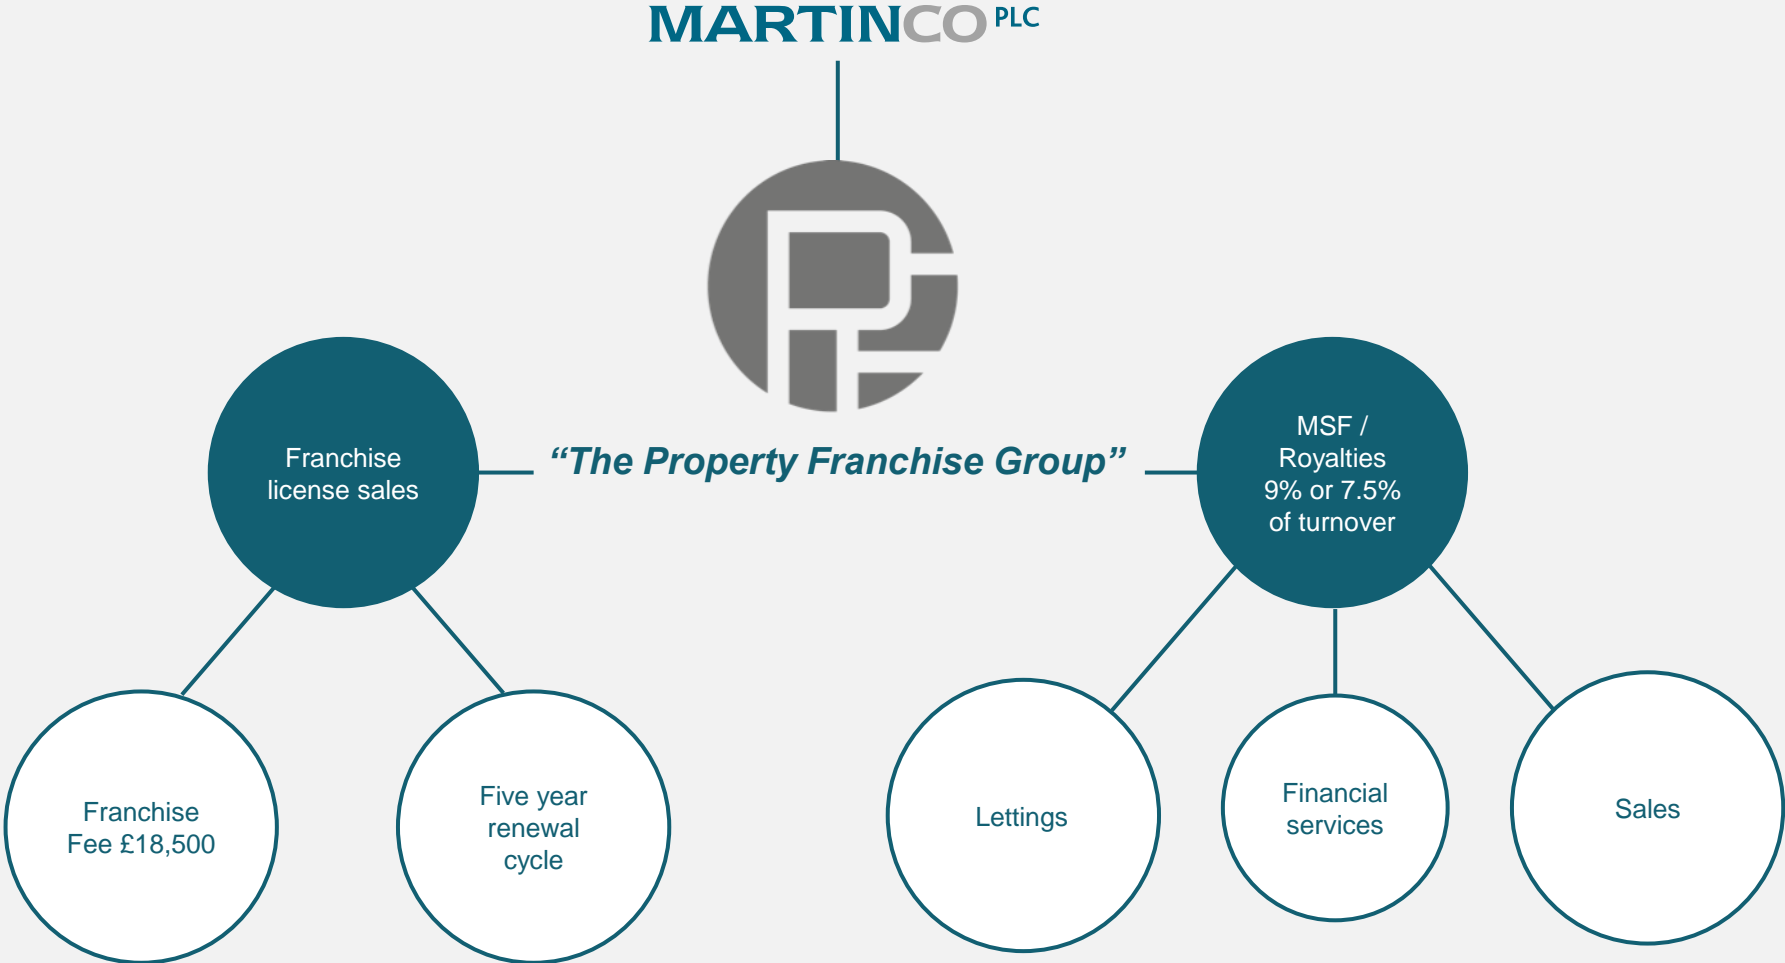 MARTINCO PLC
“The Property Franchise Group”
Franchise
license sales
MSF /
Royalties
9% or 7.5%
of turnover
Franchise
Fee £18,500
Five year
renewal
cycle
Lettings
Financial
services
Sales